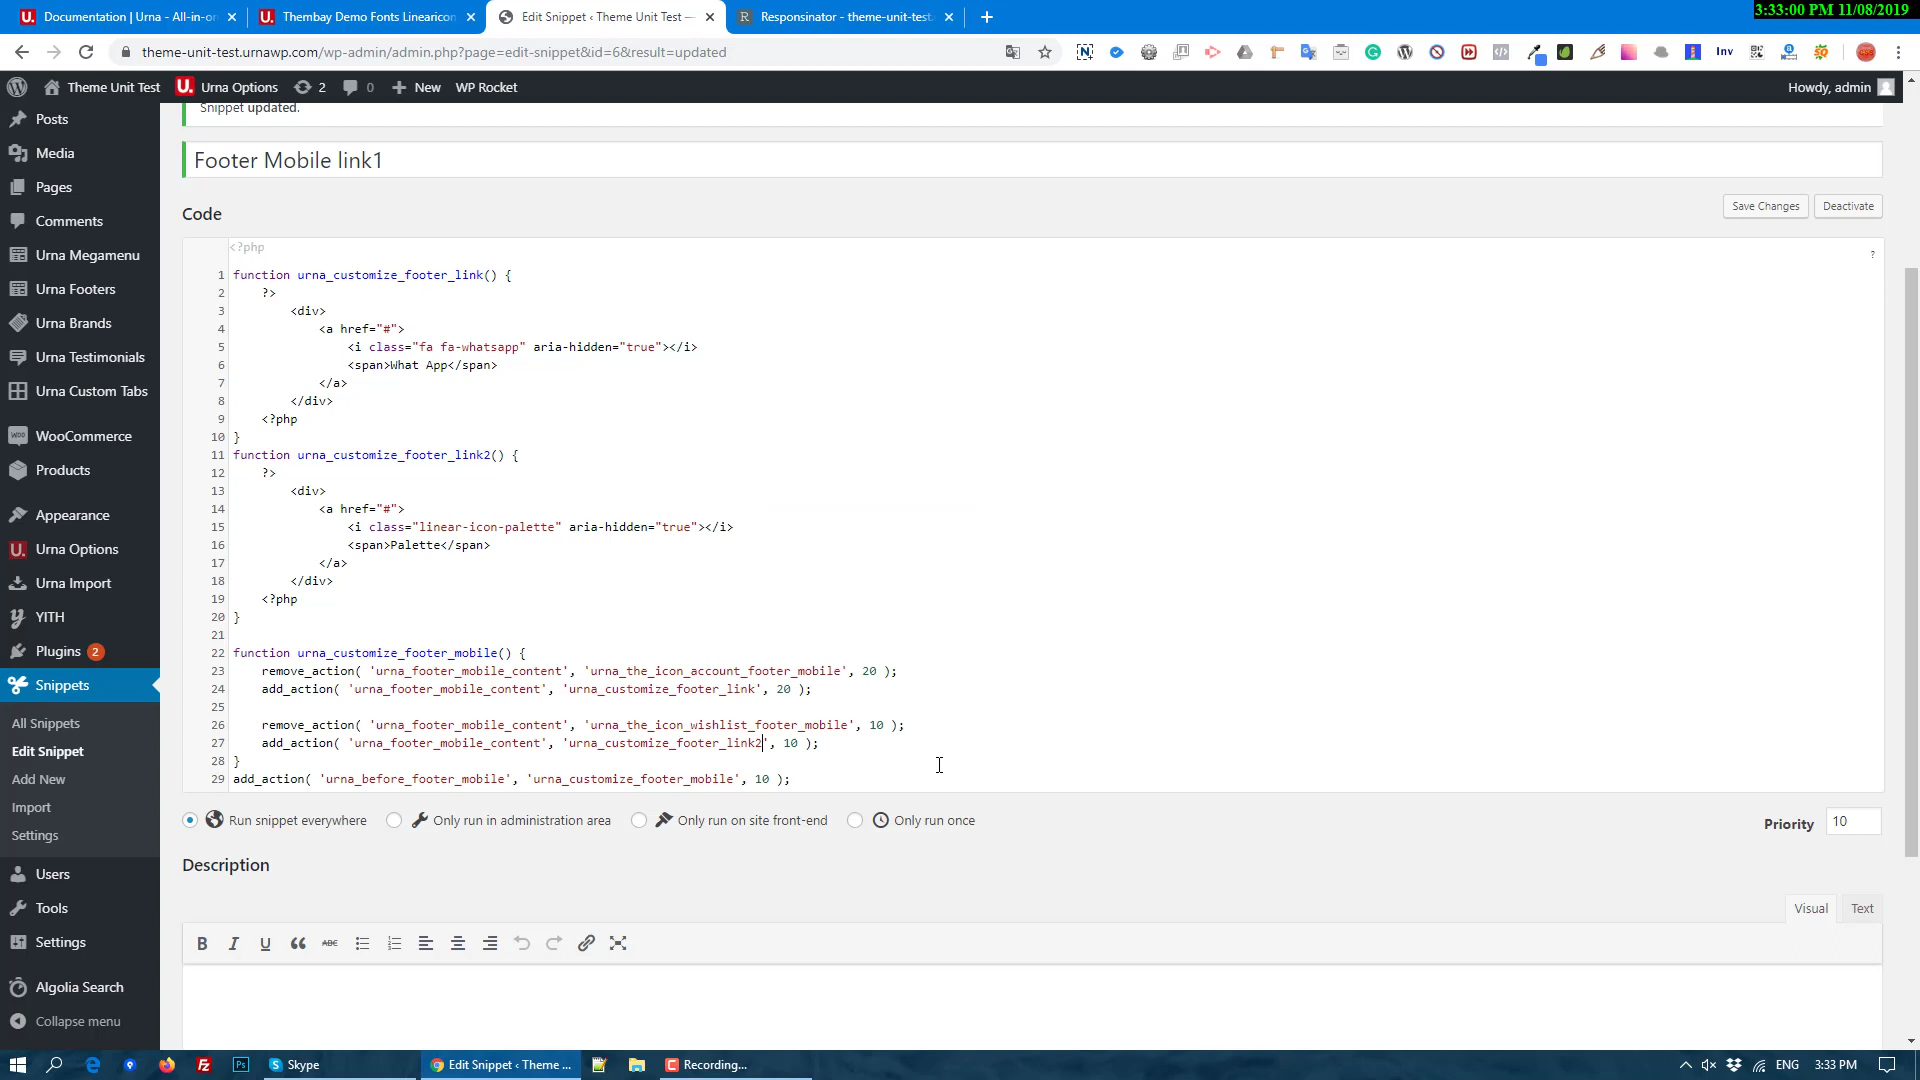 3:33:00 PM 11/08/2019
Documentation | Urna - All-in-on
Thembay Demo Fonts Linearicon
Edit Snippet ‹ Theme Unit Test —
Responsinator - theme-unit-test.
theme-unit-test.urnawp.com/wp-admin/admin.php?page=edit-snippet&id=6&result=updated
Inv
Theme Unit Test
Urna Options
2
0
New
WP Rocket
Howdy, admin
Posts
Media
Pages
Comments
Urna Megamenu
Urna Footers
Urna Brands
Urna Testimonials
Urna Custom Tabs
WooCommerce
Products
Appearance
Urna Options
Urna Import
YITH
Plugins 2
Snippets
All Snippets
Edit Snippet
Add New
Import
Settings
Users
Tools
Settings
Algolia Search
Collapse menu
Snippet updated.
Footer Mobile link1
Code
Save Changes
Deactivate
<?php
?
1 function urna_customize_footer_link() {
2 ?>
3 <div>
4 <a href="#">
5 <i class="fa fa-whatsapp" aria-hidden="true"></i>
6 <span>What App</span>
7 </a>
8 </div>
9 <?php
10 }
11 function urna_customize_footer_link2() {
12 ?>
13 <div>
14 <a href="#">
15 <i class="linear-icon-palette" aria-hidden="true"></i>
16 <span>Palette</span>
17 </a>
18 </div>
19 <?php
20 }
21
22 function urna_customize_footer_mobile() {
23 remove_action( 'urna_footer_mobile_content', 'urna_the_icon_account_footer_mobile', 20 );
24 add_action( 'urna_footer_mobile_content', 'urna_customize_footer_link', 20 );
25
26 remove_action( 'urna_footer_mobile_content', 'urna_the_icon_wishlist_footer_mobile', 10 );
27 add_action( 'urna_footer_mobile_content', 'urna_customize_footer_link2', 10 );
28 }
29 add_action( 'urna_before_footer_mobile', 'urna_customize_footer_mobile', 10 );
Run snippet everywhere
Only run in administration area
Only run on site front-end
Only run once
Priority
10
Description
Visual
Text
B I U ABC
Skype
Edit Snippet ‹ Theme ...
Recording...
ENG
3:33 PM